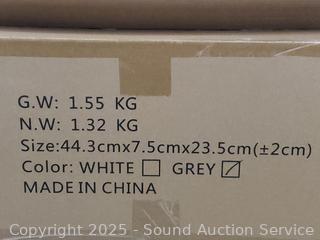 G.W: 1.55 KG
N.W: 1.32 KG
Size:44.3cmx7.5cmx23.5cm(±2cm)
Color: WHITE ☐ GREY ☑
MADE IN CHINA
Copyright 2025 - Sound Auction Service